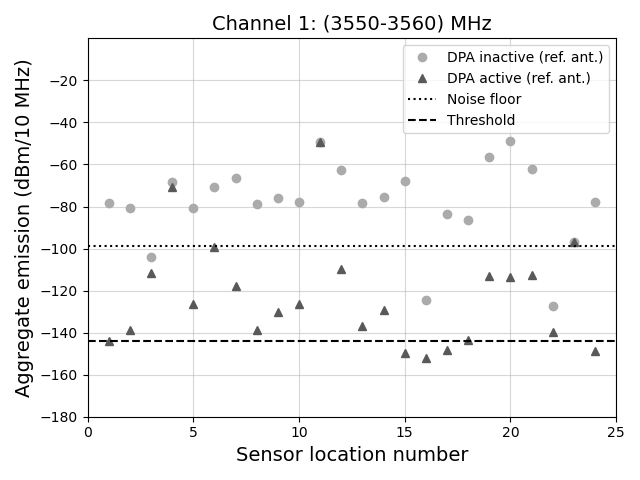 Channel 1: (3550-3560) MHz
DPA inactive (ref. ant.)
DPA active (ref. ant.)
Noise floor
Threshold
Aggregate emission (dBm/10 MHz)
−20
−40
−60
−80
−100
−120
−140
−160
−180
0 5 10 15 20 25
Sensor location number